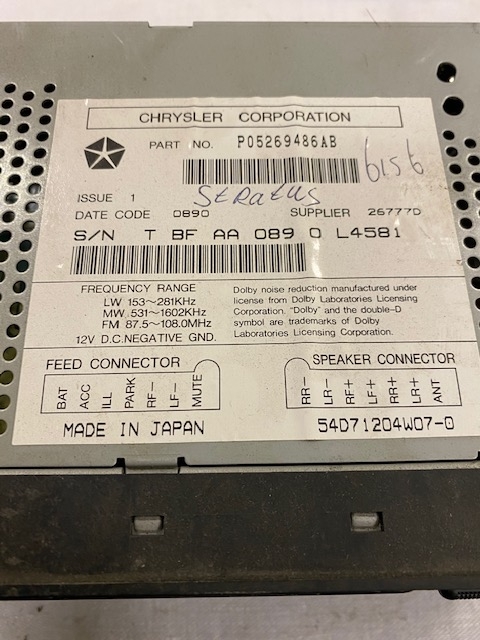 CHRYSLER CORPORATION
PART NO. P05269486AB
6156
ISSUE 1
Stratus
DATE CODE 0890 SUPPLIER 26777D
S/N T BF AA 089 0 L4581
FREQUENCY RANGE
LW 153~281KHz
MW 531~1602KHz
FM 87.5~108.0MHz
12V D.C.NEGATIVE GND.
Dolby noise reduction manufactured under
license from Dolby Laboratories Licensing
Corporation. "Dolby" and the double-D
symbol are trademarks of Dolby
Laboratories Licensing Corporation.
FEED CONNECTOR
BAT
ACC
ILL
PARK
RF-
LF-
MUTE
SPEAKER CONNECTOR
RR-
LR-
RF+
LF+
RR+
LR+
ANT
MADE IN JAPAN
54D71204W07-0